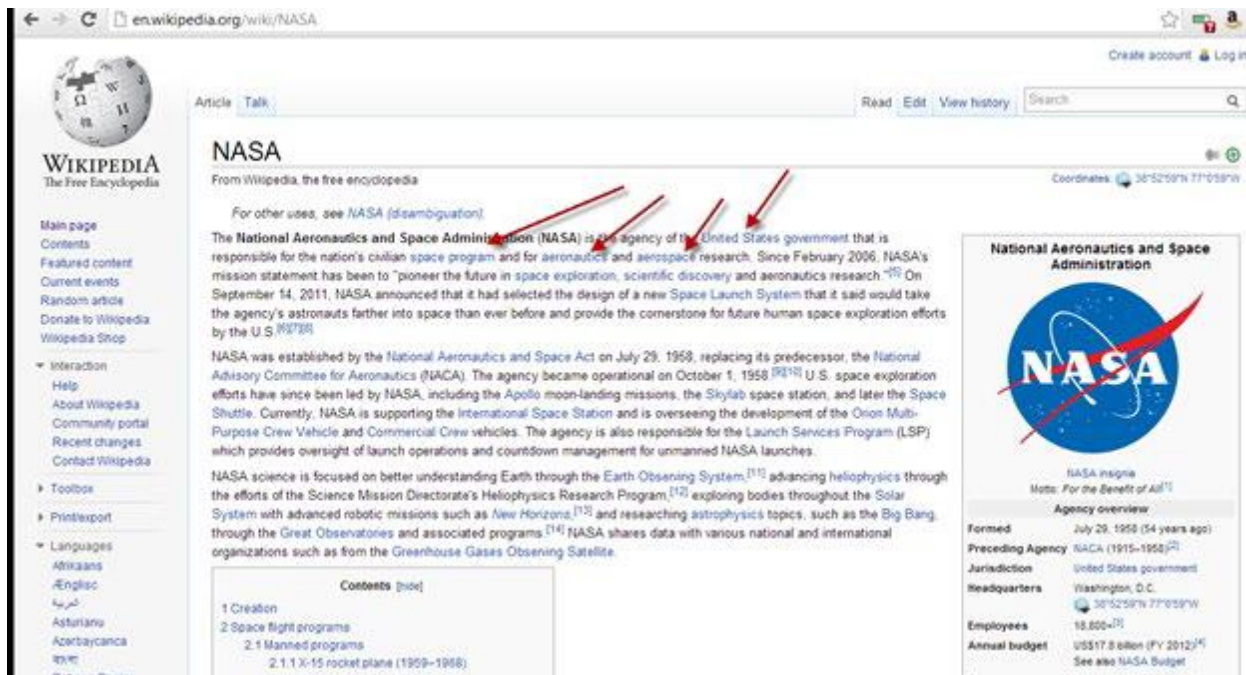 en.wikipedia.org/wiki/NASA
Create account Log in
Article Talk
Read Edit View history Search
WIKIPEDIA
The Free Encyclopedia
Main page
Contents
Featured content
Current events
Random article
Donate to Wikipedia
Wikipedia Shop
Interaction
Help
About Wikipedia
Community portal
Recent changes
Contact Wikipedia
Toolbox
Print/export
Languages
Afrikaans
Ænglisc
العربية
Asturianu
Azərbaycanca
বাংলা
NASA
From Wikipedia, the free encyclopedia
Coordinates: 38°52′59″N 77°0′59″W
For other uses, see NASA (disambiguation).
The National Aeronautics and Space Administration (NASA) is the agency of the United States government that is
responsible for the nation's civilian space program and for aeronautics and aerospace research. Since February 2006, NASA's
mission statement has been to "pioneer the future in space exploration, scientific discovery and aeronautics research."[5] On
September 14, 2011, NASA announced that it had selected the design of a new Space Launch System that it said would take
the agency's astronauts farther into space than ever before and provide the cornerstone for future human space exploration efforts
by the U.S.[6][7][8]
NASA was established by the National Aeronautics and Space Act on July 29, 1958, replacing its predecessor, the National
Advisory Committee for Aeronautics (NACA). The agency became operational on October 1, 1958.[9][10] U.S. space exploration
efforts have since been led by NASA, including the Apollo moon-landing missions, the Skylab space station, and later the Space
Shuttle. Currently, NASA is supporting the International Space Station and is overseeing the development of the Orion Multi-
Purpose Crew Vehicle and Commercial Crew vehicles. The agency is also responsible for the Launch Services Program (LSP)
which provides oversight of launch operations and countdown management for unmanned NASA launches.
NASA science is focused on better understanding Earth through the Earth Observing System,[11] advancing heliophysics through
the efforts of the Science Mission Directorate's Heliophysics Research Program,[12] exploring bodies throughout the Solar
System with advanced robotic missions such as New Horizons,[13] and researching astrophysics topics, such as the Big Bang,
through the Great Observatories and associated programs.[14] NASA shares data with various national and international
organizations such as from the Greenhouse Gases Observing Satellite.
Contents [hide]
1 Creation
2 Space flight programs
2.1 Manned programs
2.1.1 X-15 rocket plane (1959–1968)
National Aeronautics and Space
Administration
NASA
NASA insignia
Motto: For the Benefit of All[1]
Agency overview
Formed July 29, 1958 (54 years ago)
Preceding Agency NACA (1915–1958)[2]
Jurisdiction United States government
Headquarters Washington, D.C.
38°52′59″N 77°0′59″W
Employees 18,800+[3]
Annual budget US$17.8 billion (FY 2012)[4]
See also NASA Budget